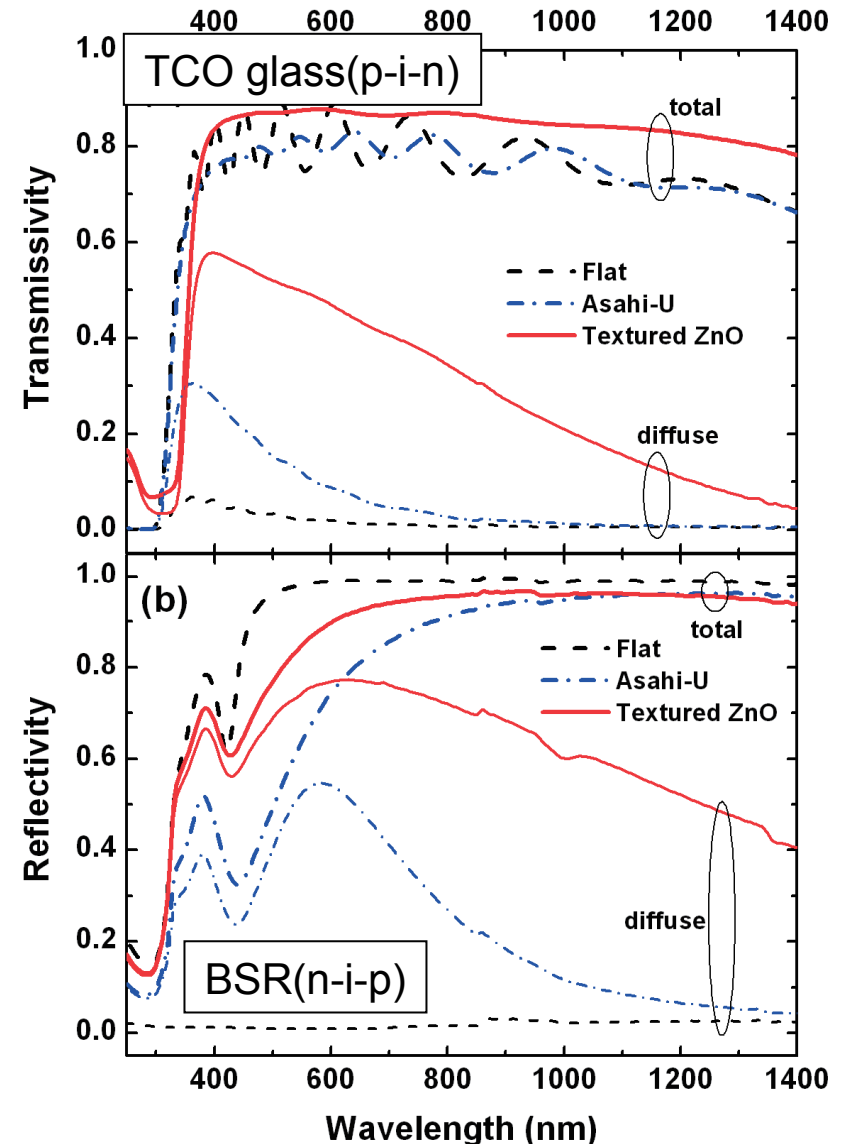 400 600 800 1000 1200 1400
1.0
TCO glass(p-i-n)
total
0.8
0.6
Transmissivity
Flat
Asahi-U
0.4
Textured ZnO
diffuse
0.2
0.0
1.0
(b)
total
Flat
0.8
Asahi-U
Textured ZnO
0.6
Reflectivity
0.4
diffuse
0.2
BSR(n-i-p)
0.0
400 600 800 1000 1200 1400
Wavelength (nm)